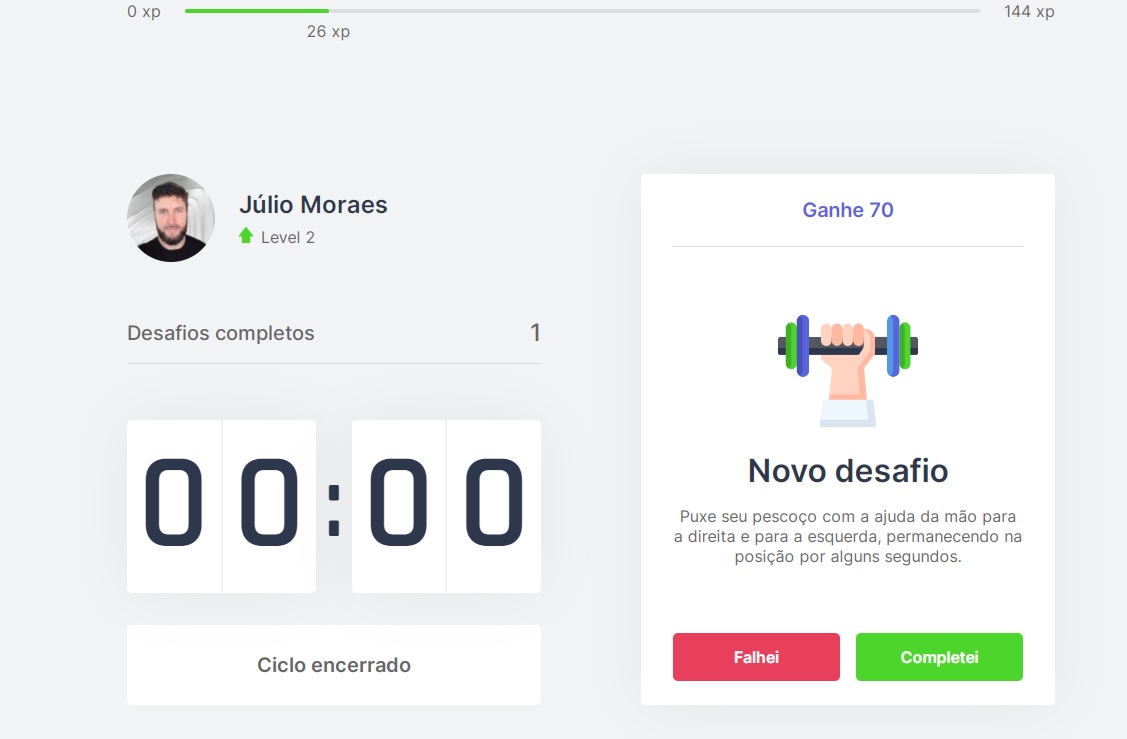 0 xp
144 xp
26 xp
Júlio Moraes
Level 2
Desafios completos
1
00:00
Ciclo encerrado
Ganhe 70
Novo desafio
Puxe seu pescoço com a ajuda da mão para
a direita e para a esquerda, permanecendo na
posição por alguns segundos.
Falhei
Completei